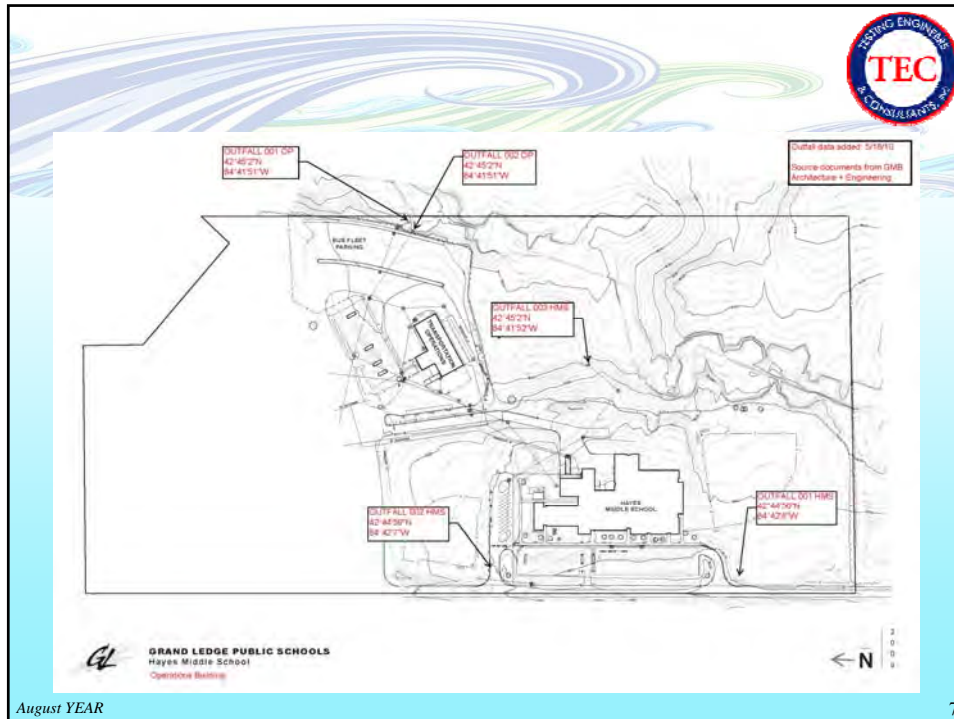 TESTING ENGINEERS
TEC
& CONSULTANTS, INC
OUTFALL 001 OP
42°45'2"N
84°41'51"W
OUTFALL 002 OP
42°45'2"N
84°41'51"W
Outfall data added: 5/18/10
Source documents from GMB
Architecture + Engineering
BUS FLEET
PARKING
TRANSPORTATION
OPERATIONS
OUTFALL 003 HMS
42°45'2"N
84°41'52"W
HAYES
MIDDLE SCHOOL
OUTFALL 001 HMS
42°44'56"N
84°42'8"W
OUTFALL 002 HMS
42°44'56"N
84°42'7"W
GL
GRAND LEDGE PUBLIC SCHOOLS
Hayes Middle School
Operations Building
N
2009
August YEAR
7